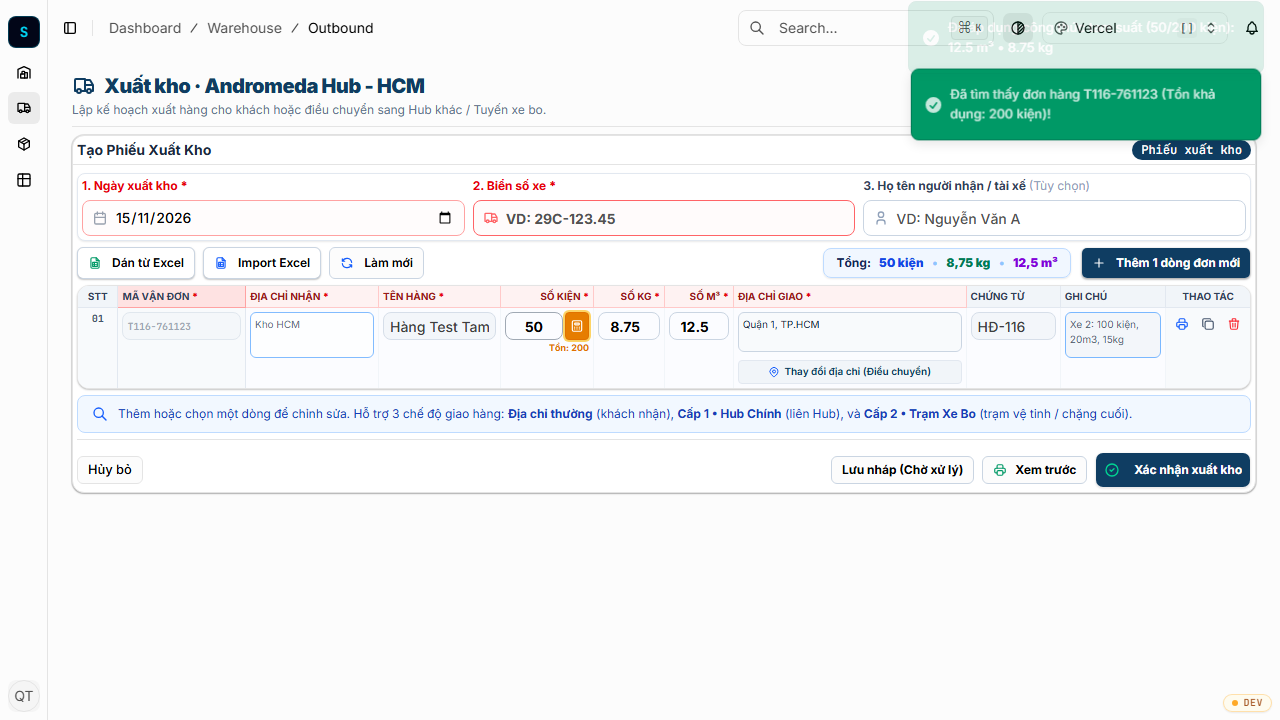 S
Dashboard / Warehouse / Outbound
Search...
⌘ K
Vercel
12.5 m³ • 8.75 kg
Đã tìm thấy đơn hàng T116-761123 (Tồn khả
dụng: 200 kiện)!
Xuất kho · Andromeda Hub - HCM
Lập kế hoạch xuất hàng cho khách hoặc điều chuyển sang Hub khác / Tuyến xe bo.
Tạo Phiếu Xuất Kho
Phiếu xuất kho
1. Ngày xuất kho *
2. Biển số xe *
3. Họ tên người nhận / tài xế (Tùy chọn)
15/11/2026
VD: 29C-123.45
VD: Nguyễn Văn A
Dán từ Excel
Import Excel
Làm mới
Tổng: 50 kiện • 8,75 kg • 12,5 m³
Thêm 1 dòng đơn mới
STT MÃ VẬN ĐƠN * ĐỊA CHỈ NHẬN * TÊN HÀNG * SỐ KIỆN * SỐ KG * SỐ M³ * ĐỊA CHỈ GIAO * CHỨNG TỪ GHI CHÚ THAO TÁC
01
T116-761123
Kho HCM
Hàng Test Tam
50
Tồn: 200
8.75
12.5
Quận 1, TP.HCM
Thay đổi địa chỉ (Điều chuyển)
HĐ-116
Xe 2: 100 kiện,
20m3, 15kg
Thêm hoặc chọn một dòng để chỉnh sửa. Hỗ trợ 3 chế độ giao hàng: Địa chỉ thường (khách nhận), Cấp 1 • Hub Chính (liên Hub), và Cấp 2 • Trạm Xe Bo (trạm vệ tinh / chặng cuối).
Hủy bỏ
Lưu nháp (Chờ xử lý)
Xem trước
Xác nhận xuất kho
QT
DEV